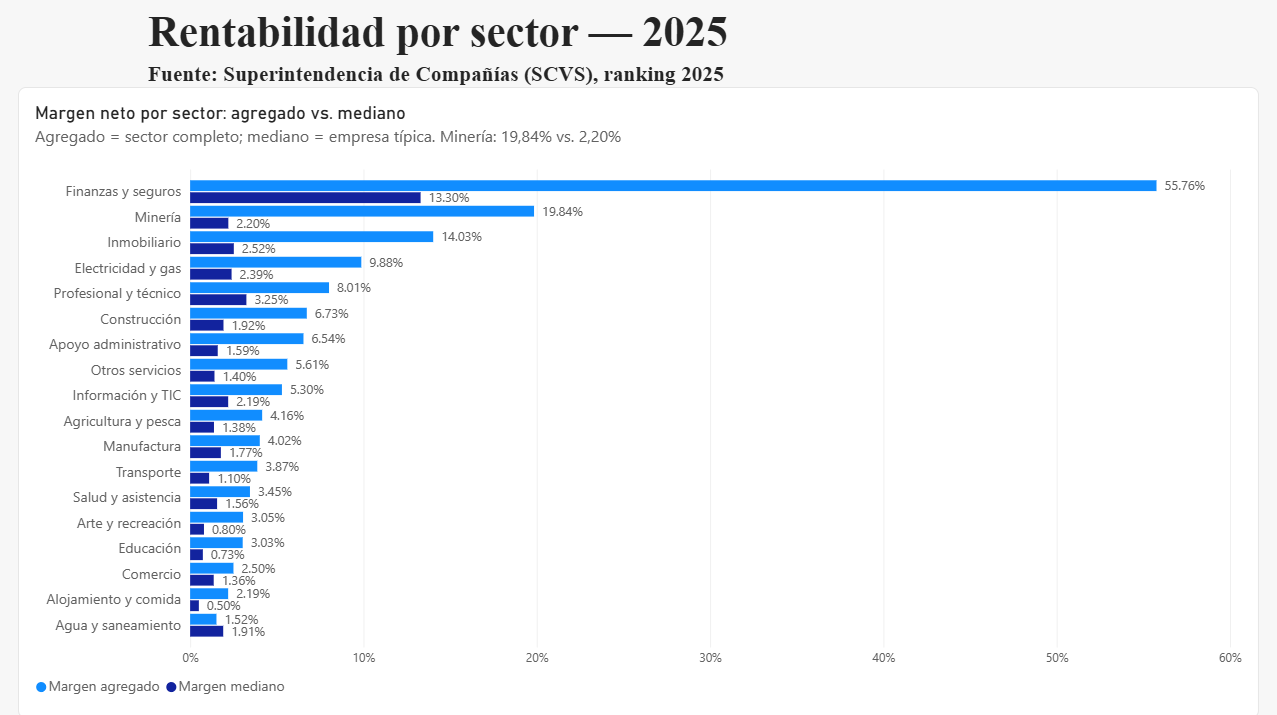 Rentabilidad por sector — 2025
Fuente: Superintendencia de Compañías (SCVS), ranking 2025
Margen neto por sector: agregado vs. mediano
Agregado = sector completo; mediano = empresa típica. Minería: 19,84% vs. 2,20%
Finanzas y seguros 55.76%
13.30%
Minería 19.84%
2.20%
Inmobiliario 14.03%
2.52%
Electricidad y gas 9.88%
2.39%
Profesional y técnico 8.01%
3.25%
Construcción 6.73%
1.92%
Apoyo administrativo 6.54%
1.59%
Otros servicios 5.61%
1.40%
Información y TIC 5.30%
2.19%
Agricultura y pesca 4.16%
1.38%
Manufactura 4.02%
1.77%
Transporte 3.87%
1.10%
Salud y asistencia 3.45%
1.56%
Arte y recreación 3.05%
0.80%
Educación 3.03%
0.73%
Comercio 2.50%
1.36%
Alojamiento y comida 2.19%
0.50%
Agua y saneamiento 1.52%
1.91%
0% 10% 20% 30% 40% 50% 60%
Margen agregado Margen mediano